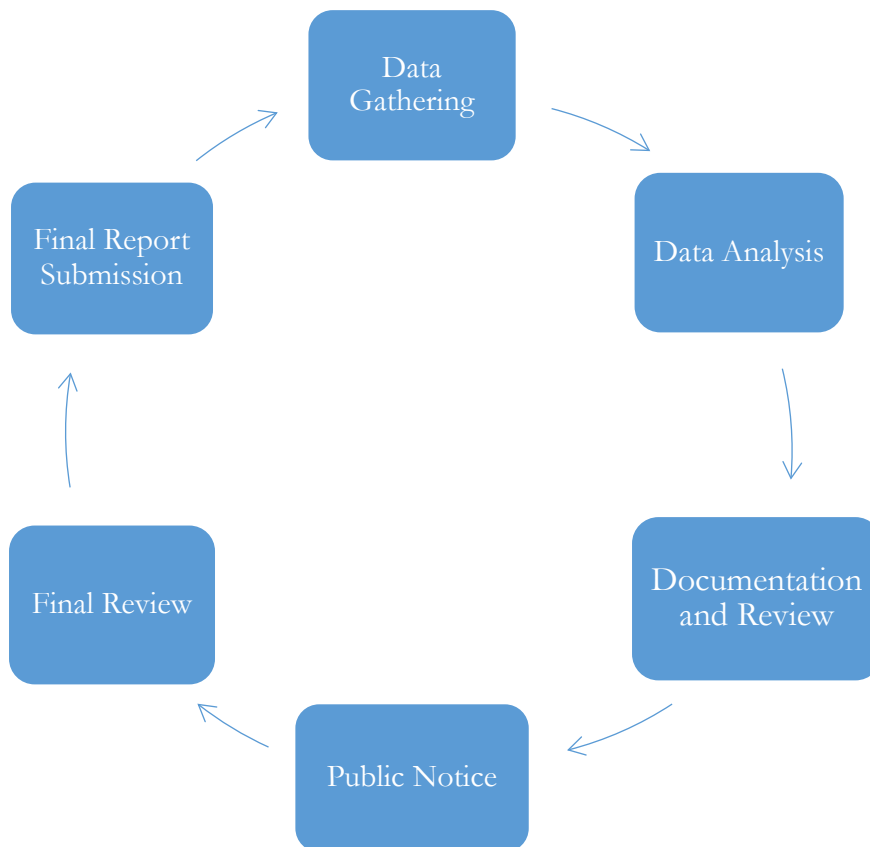 Data
Gathering
Data Analysis
Documentation
and Review
Public Notice
Final Review
Final Report
Submission